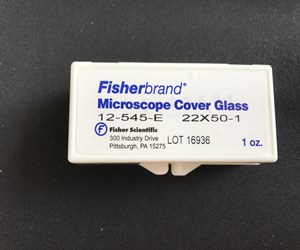 Fisherbrand®
Microscope Cover Glass
12-545-E 22X50-1
Fisher Scientific
300 Industry Drive
Pittsburgh, PA 15275
LOT 16936
1 oz.